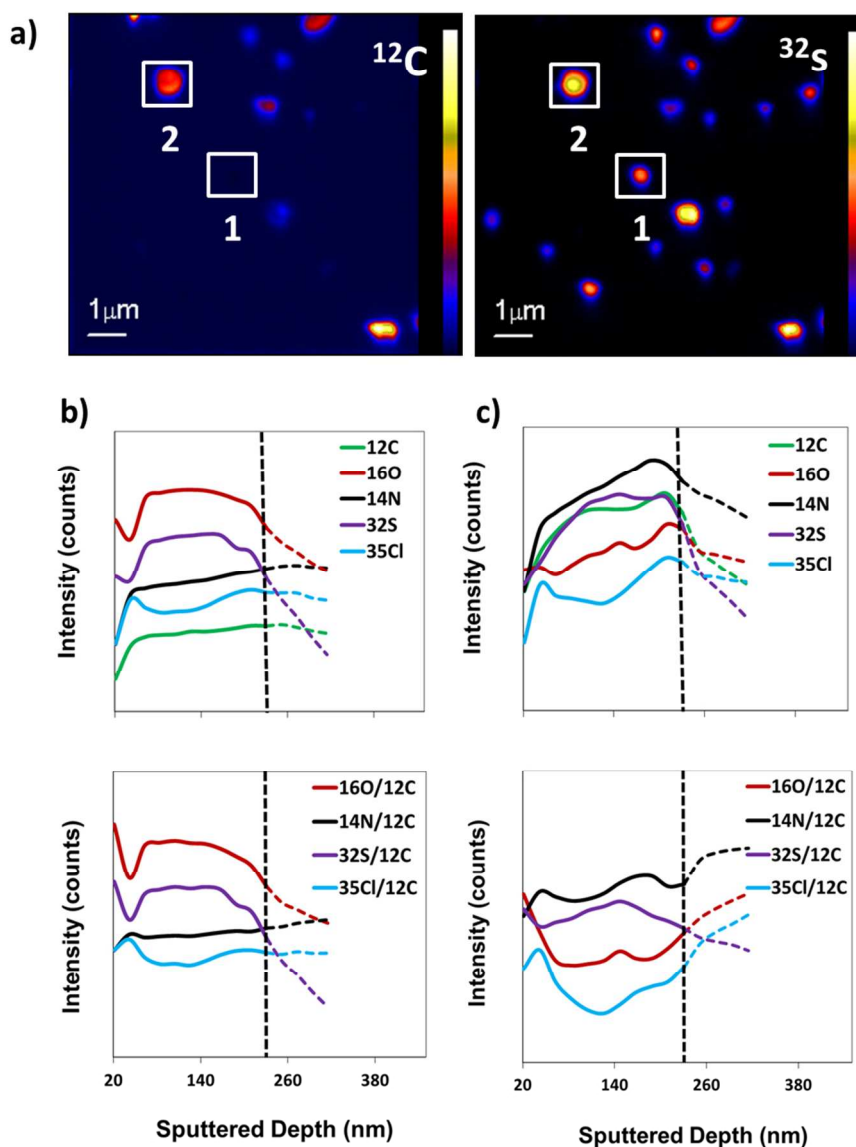 a)
¹²C
2
1
1μm
³²S
2
1
1μm
b)
Intensity (counts)
12C
16O
14N
32S
35Cl
c)
Intensity (counts)
12C
16O
14N
32S
35Cl
Intensity (counts)
16O/12C
14N/12C
32S/12C
35Cl/12C
20 140 260 380
Sputtered Depth (nm)
Intensity (counts)
16O/12C
14N/12C
32S/12C
35Cl/12C
20 140 260 380
Sputtered Depth (nm)